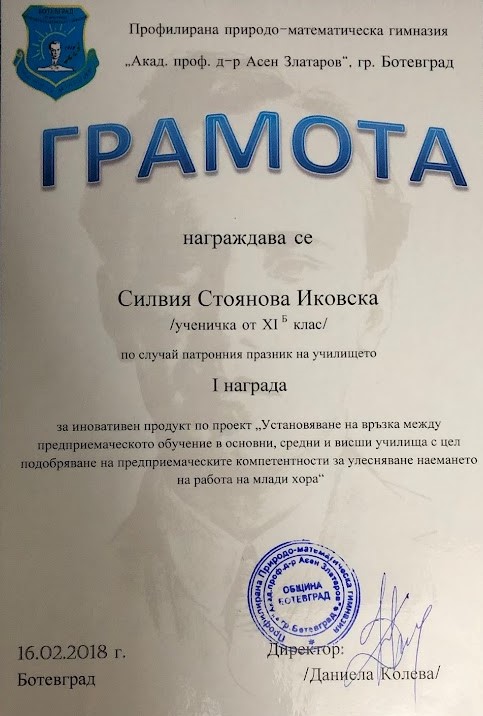 БОТЕВГРАД
Профилирана природо-математическа гимназия
„Акад. проф. д-р Асен Златаров“, гр. Ботевград
ГРАМОТА
награждава се
Силвия Стоянова Иковска
/ученичка от XI Б клас/
по случай патронния празник на училището
I награда
за иновативен продукт по проект „Установяване на връзка между
предприемаческото обучение в основни, средни и висши училища с цел
подобряване на предприемаческите компетентности за улесняване наемането
на работа на млади хора“
Профилирана Природо-математическа гимназия
Акад.проф.д-р Асен Златаров
гр.Ботевград
ОБЩИНА
БОТЕВГРАД
16.02.2018 г.
Директор:
Ботевград
/Даниела Колева/